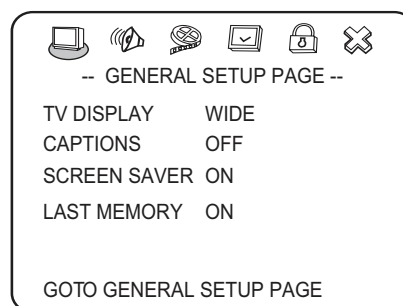 -- GENERAL SETUP PAGE --
TV DISPLAY WIDE
CAPTIONS OFF
SCREEN SAVER ON
LAST MEMORY ON
GOTO GENERAL SETUP PAGE